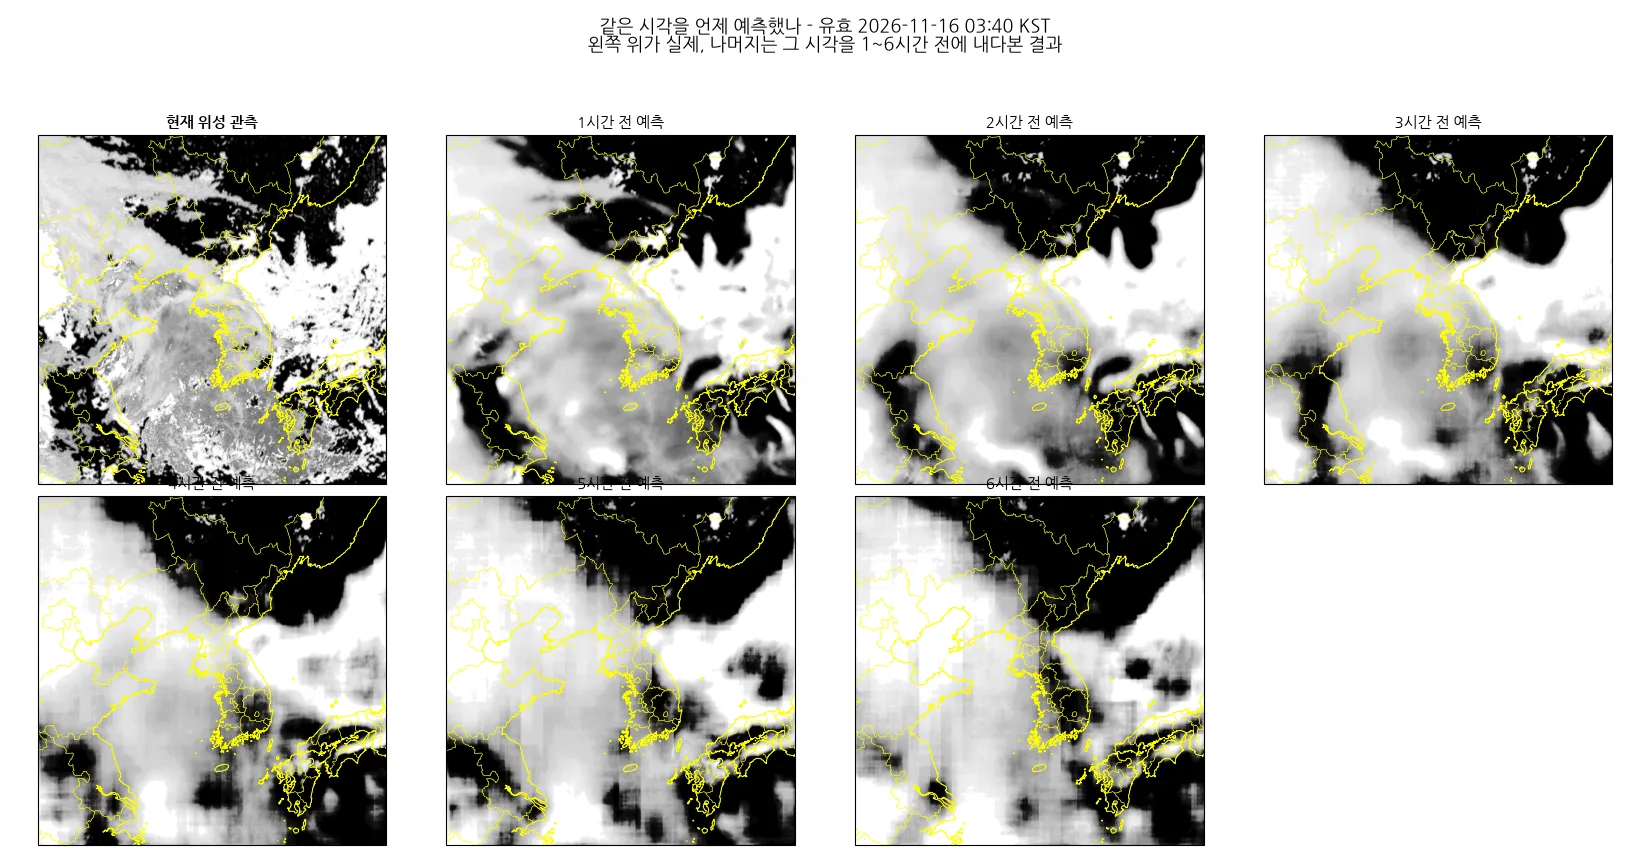 같은 시각을 언제 예측했나 - 유효 2026-11-16 03:40 KST
왼쪽 위가 실제, 나머지는 그 시각을 1~6시간 전에 내다본 결과
현재 위성 관측
1시간 전 예측
2시간 전 예측
3시간 전 예측
4시간 전 예측
5시간 전 예측
6시간 전 예측